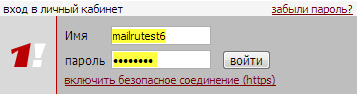 вход в личный кабинет забыли пароль?
1!
Имя mailrutest6
пароль •••••••• войти
включить безопасное соединение (https)